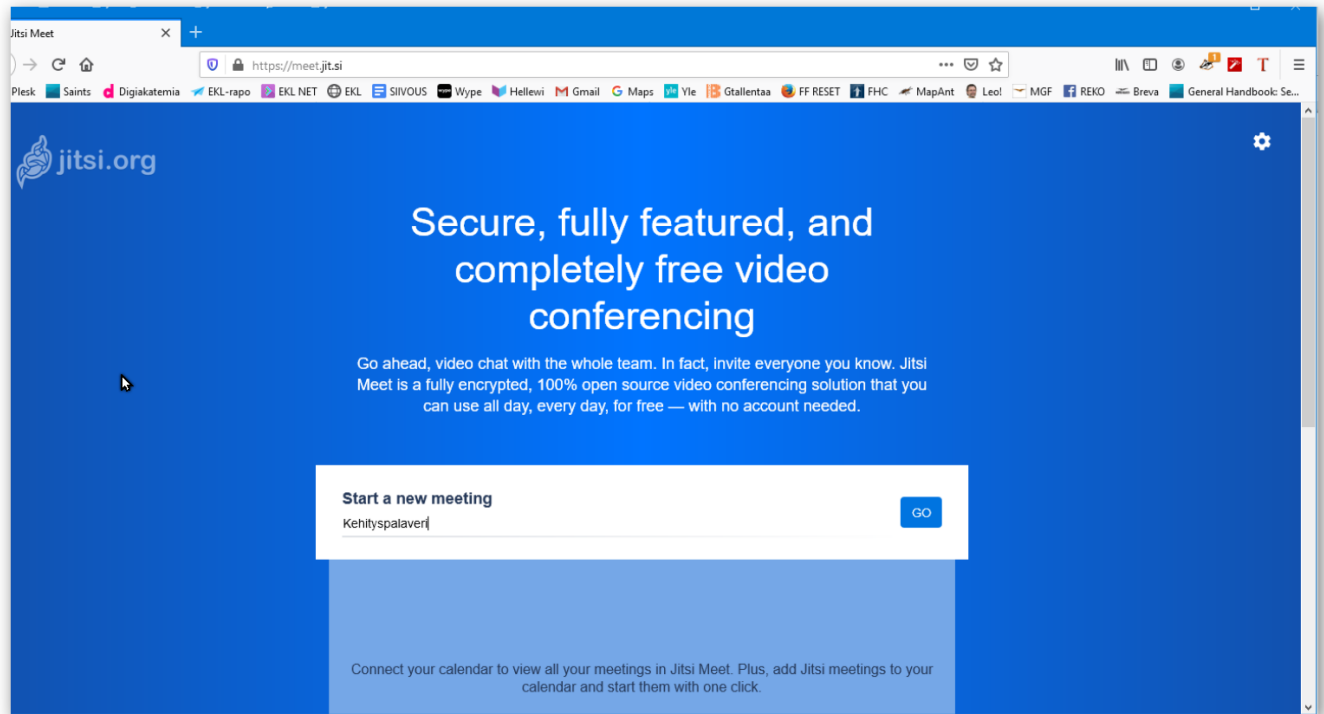 Jitsi Meet
https://meet.jit.si
1
T
Plesk Saints Digiakatemia EKL-rapo EKL NET EKL SIIVOUS Wype Hellewi Gmail Maps Yle Gtallentaa FF RESET FHC MapAnt Leo! MGF REKO Breva General Handbook: Se...
jitsi.org
Secure, fully featured, and
completely free video
conferencing
Go ahead, video chat with the whole team. In fact, invite everyone you know. Jitsi
Meet is a fully encrypted, 100% open source video conferencing solution that you
can use all day, every day, for free — with no account needed.
Start a new meeting
Kehityspalaveri
GO
Connect your calendar to view all your meetings in Jitsi Meet. Plus, add Jitsi meetings to your
calendar and start them with one click.